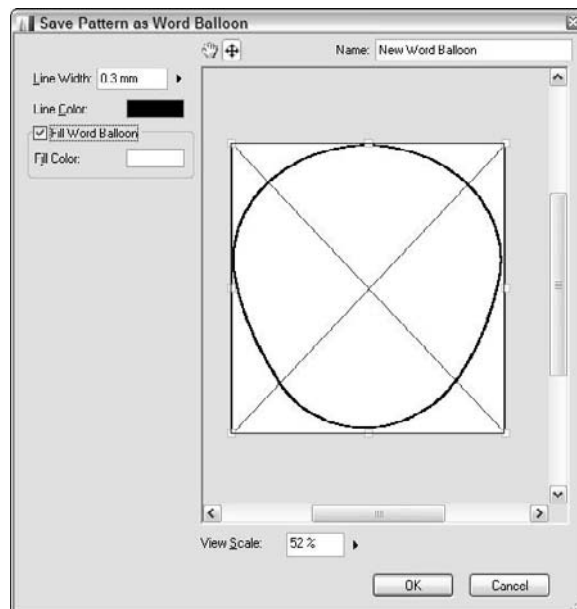 Save Pattern as Word Balloon
Name: New Word Balloon
Line Width: 0.3 mm
Line Color:
Fill Word Balloon
Fill Color:
View Scale: 52 %
OK Cancel